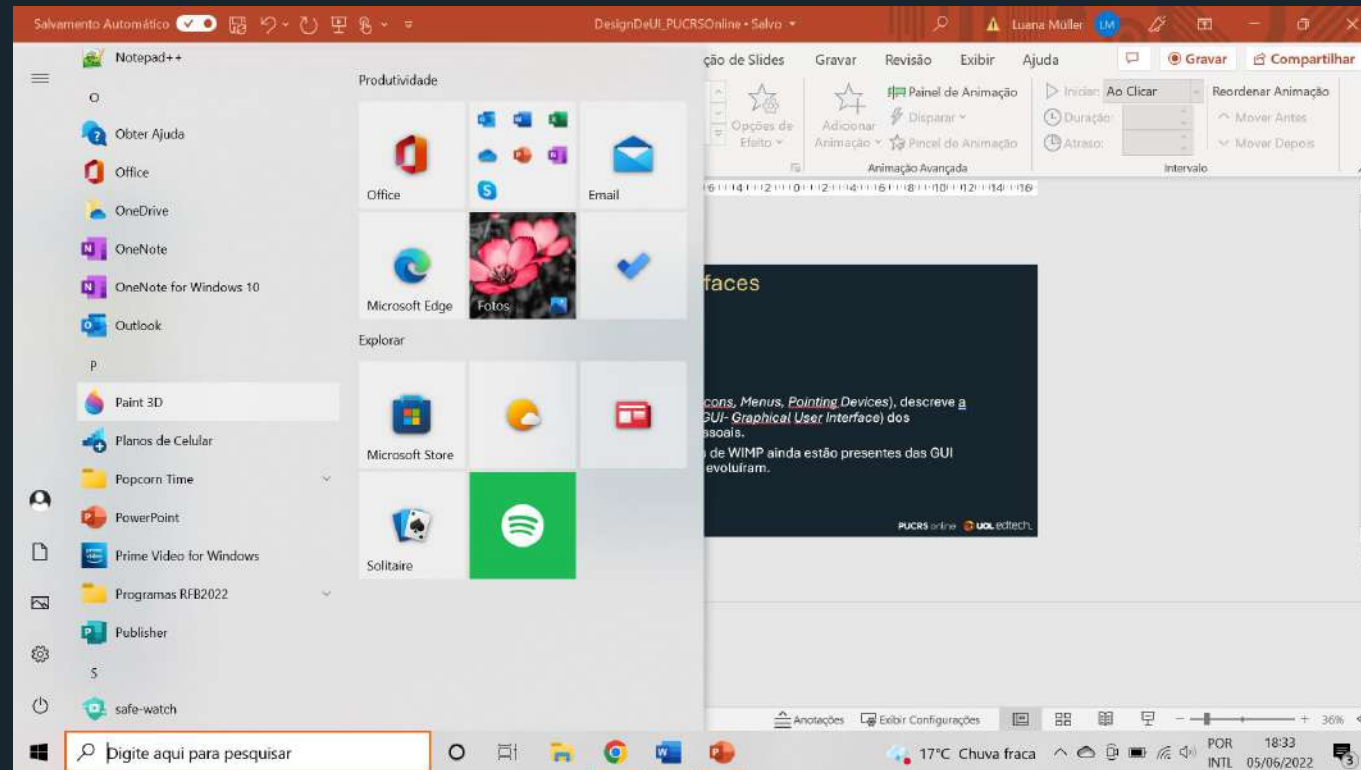 Salvamento Automático
DesignDeUI_PUCRSOnline • Salvo
Luana Müller
LM
Notepad++
O
Obter Ajuda
Office
OneDrive
OneNote
OneNote for Windows 10
Outlook
P
Paint 3D
Planos de Celular
Popcorn Time
PowerPoint
Prime Video for Windows
Programas RFB2022
Publisher
S
safe-watch
Produtividade
Office
Email
Microsoft Edge
Fotos
Explorar
Microsoft Store
Solitaire
ção de Slides
Gravar
Revisão
Exibir
Ajuda
Gravar
Compartilhar
Opções de
Efeito
Adicionar
Animação
Painel de Animação
Disparar
Pincel de Animação
Animação Avançada
Iniciar: Ao Clicar
Duração:
Atraso:
Reordenar Animação
Mover Antes
Mover Depois
Intervalo
faces
cons, Menus, Pointing Devices), descreve a
GUI- Graphical User Interface) dos
ssoais.
de WIMP ainda estão presentes das GUI
evoluíram.
PUCRS online UOL edtech
Anotações
Exibir Configurações
36%
Digite aqui para pesquisar
17°C Chuva fraca
POR
INTL
18:33
05/06/2022
3